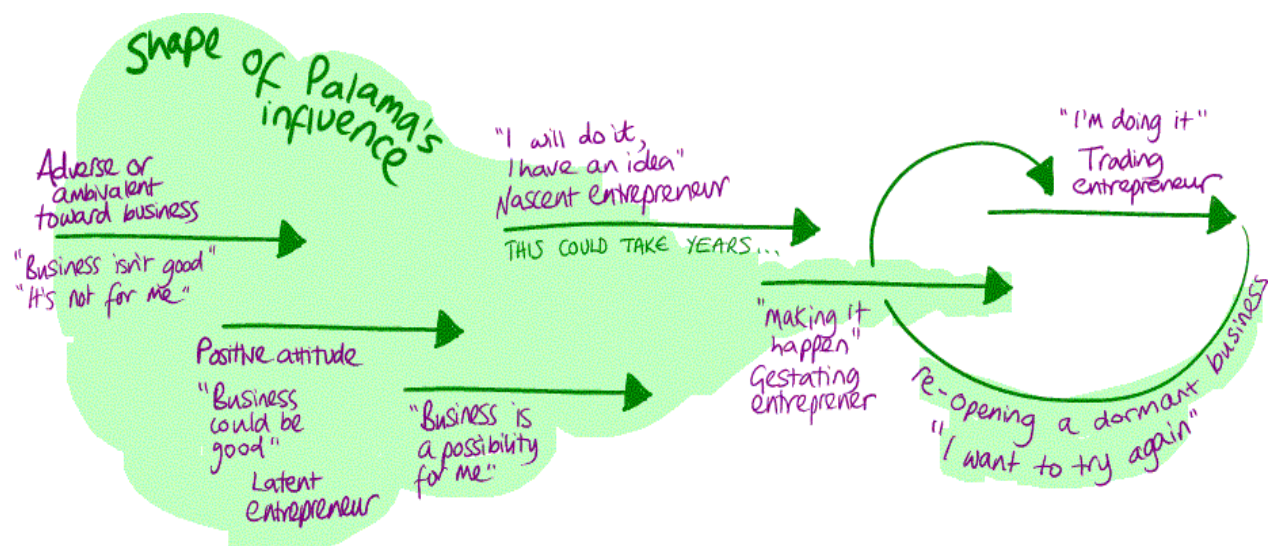 Shape of Palama's
influence
Adverse or
ambivalent
toward business
"Business isn't good"
"It's not for me"
Positive attitude
"Business
could be
good"
Latent
entrepreneur
"Business is
a possibility
for me"
"I will do it,
I have an idea"
Nascent entrepreneur
THIS COULD TAKE YEARS...
"making it
happen"
Gestating
entreprener
"I'm doing it"
Trading
entrepreneur
re-opening a dormant business
"I want to try again"